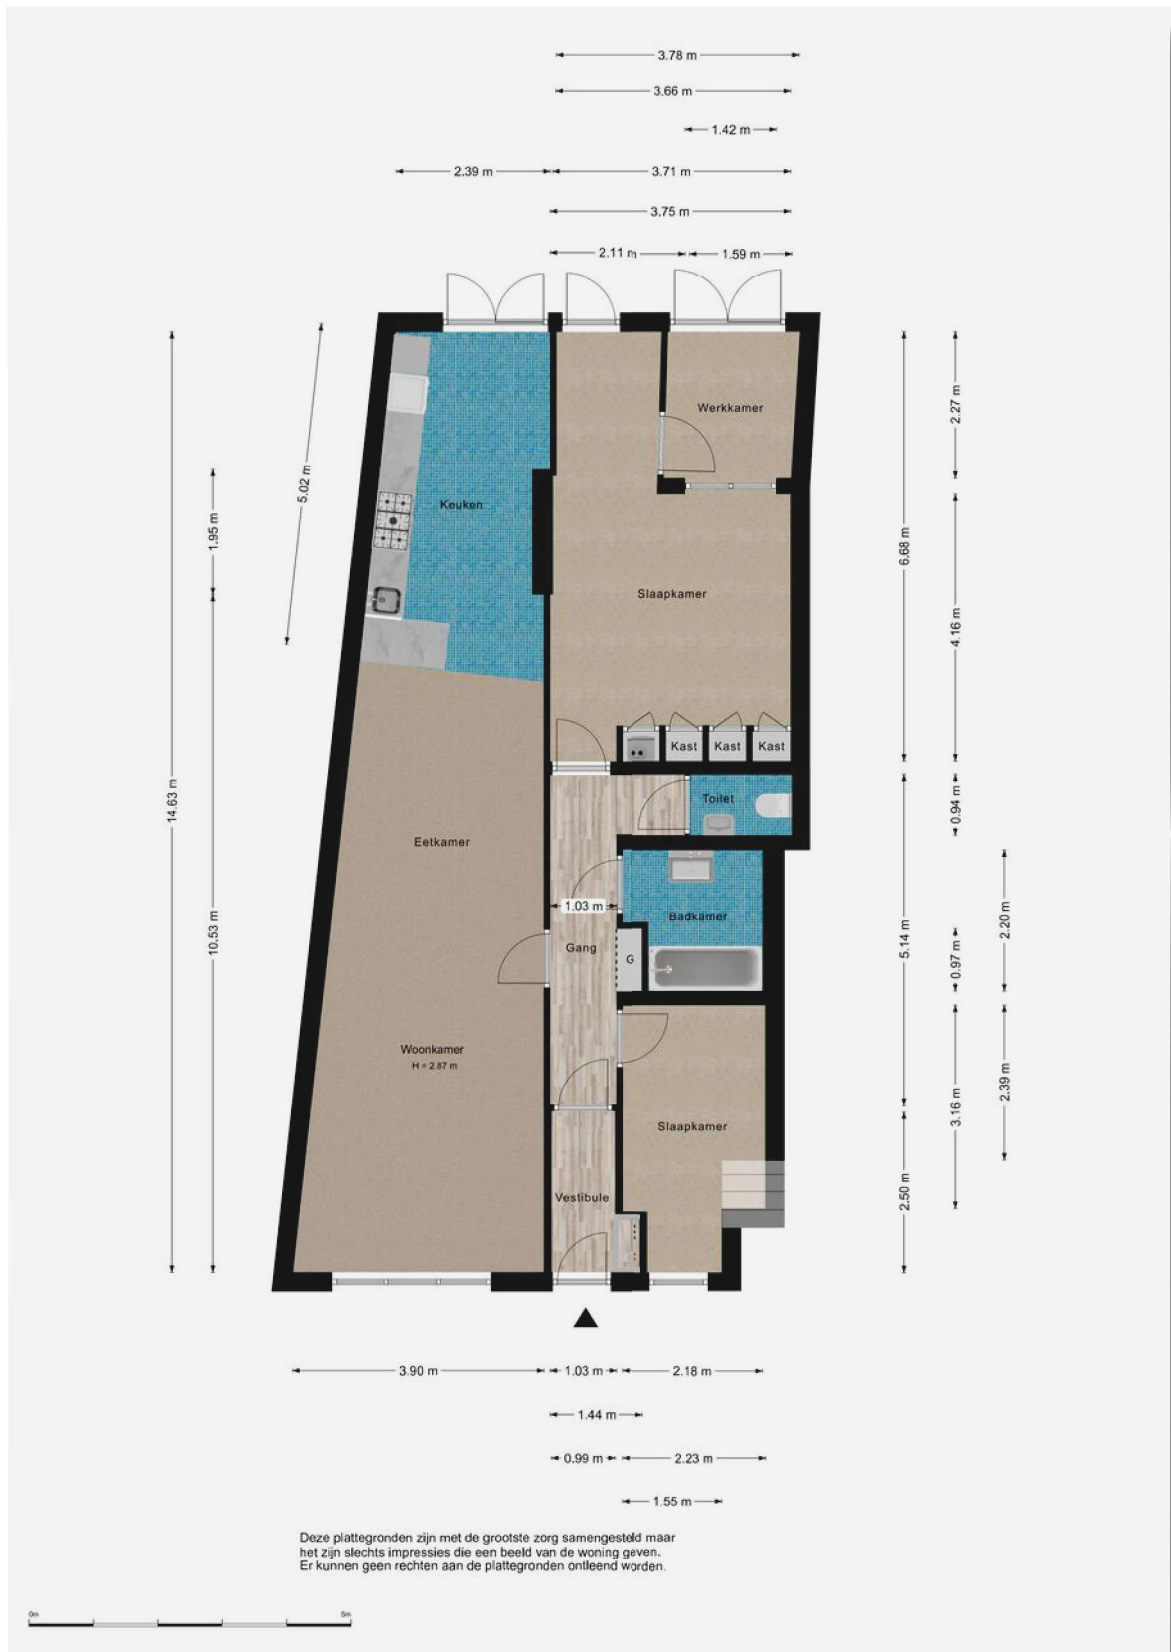 3.78 m
3.66 m
1.42 m
2.39 m
3.71 m
3.75 m
2.11 m
1.59 m
5.02 m
Werkkamer
2.27 m
Keuken
1.95 m
6.68 m
Slaapkamer
4.16 m
Kast
Kast
Kast
14.63 m
Toilet
0.94 m
Eetkamer
1.03 m
Badkamer
2.20 m
10.53 m
Gang
G
5.14 m
0.97 m
Woonkamer
H = 2.87 m
Slaapkamer
3.16 m
2.39 m
Vestibule
2.50 m
3.90 m
1.03 m
2.18 m
1.44 m
0.99 m
2.23 m
1.55 m
Deze plattegronden zijn met de grootste zorg samengesteld maar
het zijn slechts impressies die een beeld van de woning geven.
Er kunnen geen rechten aan de plattegronden ontleend worden.
0m
5m